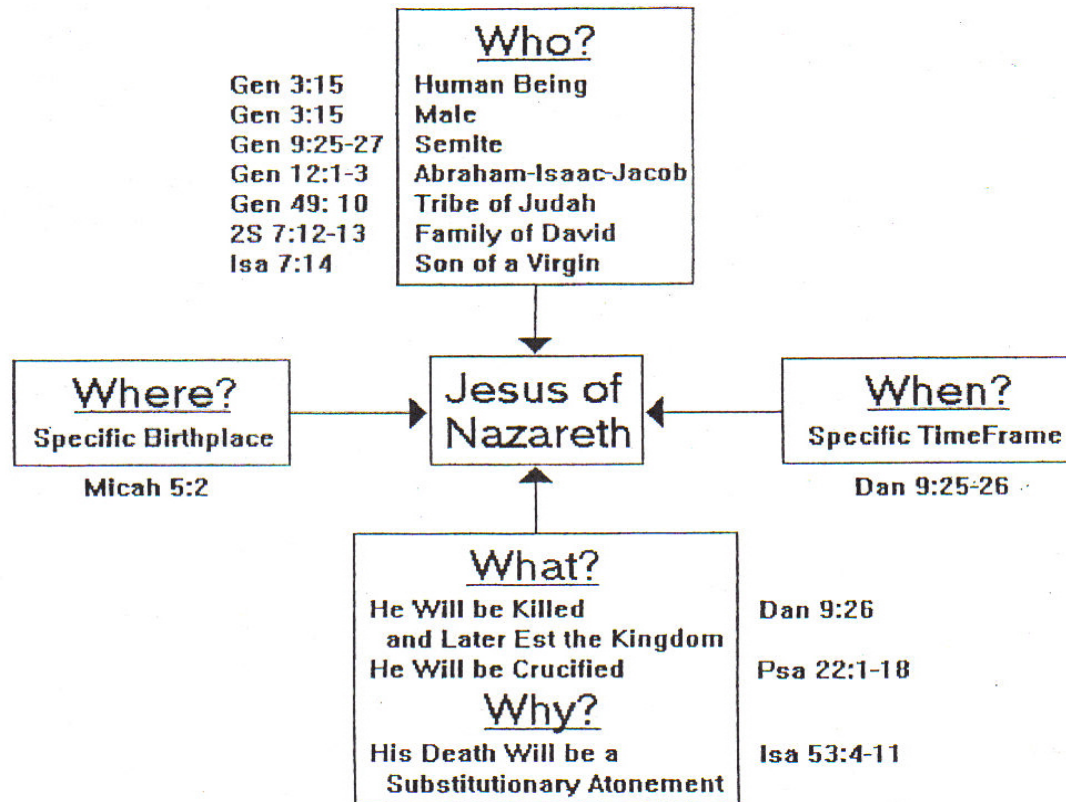 Who?
Gen 3:15 Human Being
Gen 3:15 Male
Gen 9:25-27 Semite
Gen 12:1-3 Abraham-Isaac-Jacob
Gen 49: 10 Tribe of Judah
2S 7:12-13 Family of David
Isa 7:14 Son of a Virgin
Where?
Specific Birthplace
Micah 5:2
Jesus of
Nazareth
When?
Specific TimeFrame
Dan 9:25-26
What?
He Will be Killed Dan 9:26
and Later Est the Kingdom
He Will be Crucified Psa 22:1-18
Why?
His Death Will be a Isa 53:4-11
Substitutionary Atonement